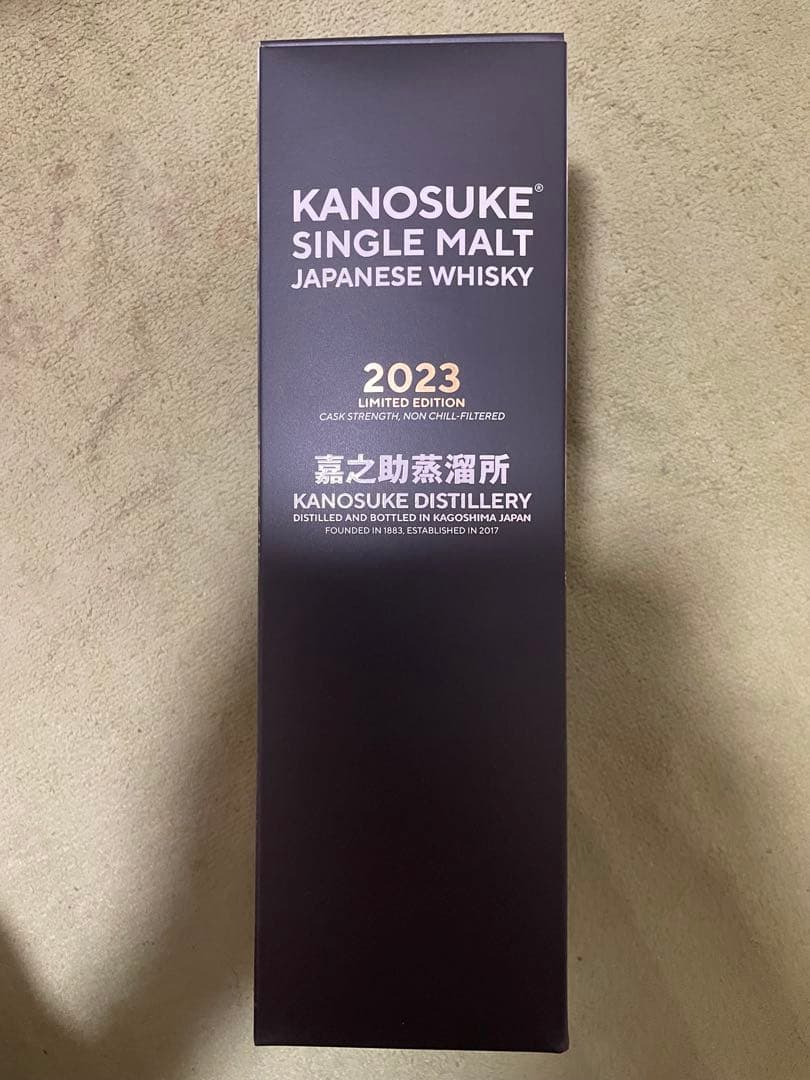 KANOSUKE®
SINGLE MALT
JAPANESE WHISKY
2023
LIMITED EDITION
CASK STRENGTH, NON CHILL-FILTERED
嘉之助蒸溜所
KANOSUKE DISTILLERY
DISTILLED AND BOTTLED IN KAGOSHIMA JAPAN
FOUNDED IN 1883, ESTABLISHED IN 2017